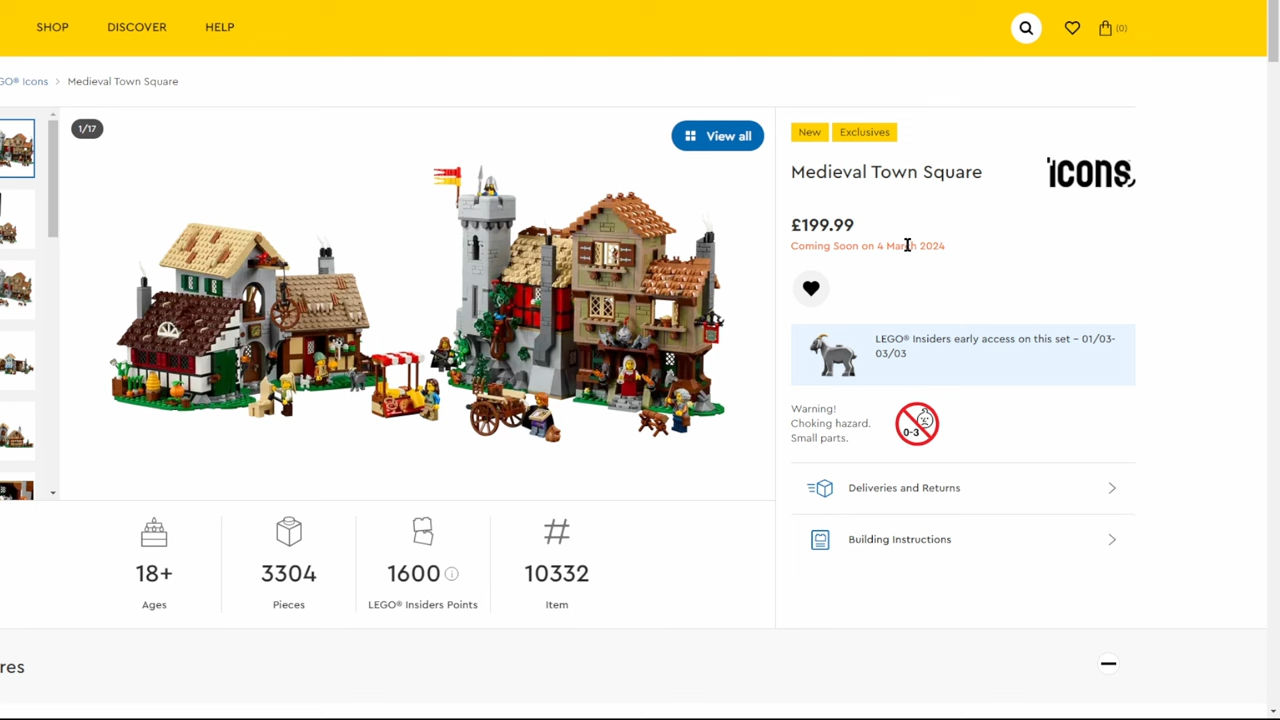 SHOP
DISCOVER
HELP
(0)
GO® Icons > Medieval Town Square
1/17
View all
New
Exclusives
Medieval Town Square
icons
£199.99
Coming Soon on 4 March 2024
LEGO® Insiders early access on this set – 01/03-
03/03
Warning!
Choking hazard.
Small parts.
0-3
Deliveries and Returns
Building Instructions
18+
Ages
3304
Pieces
1600
LEGO® Insiders Points
10332
Item
res